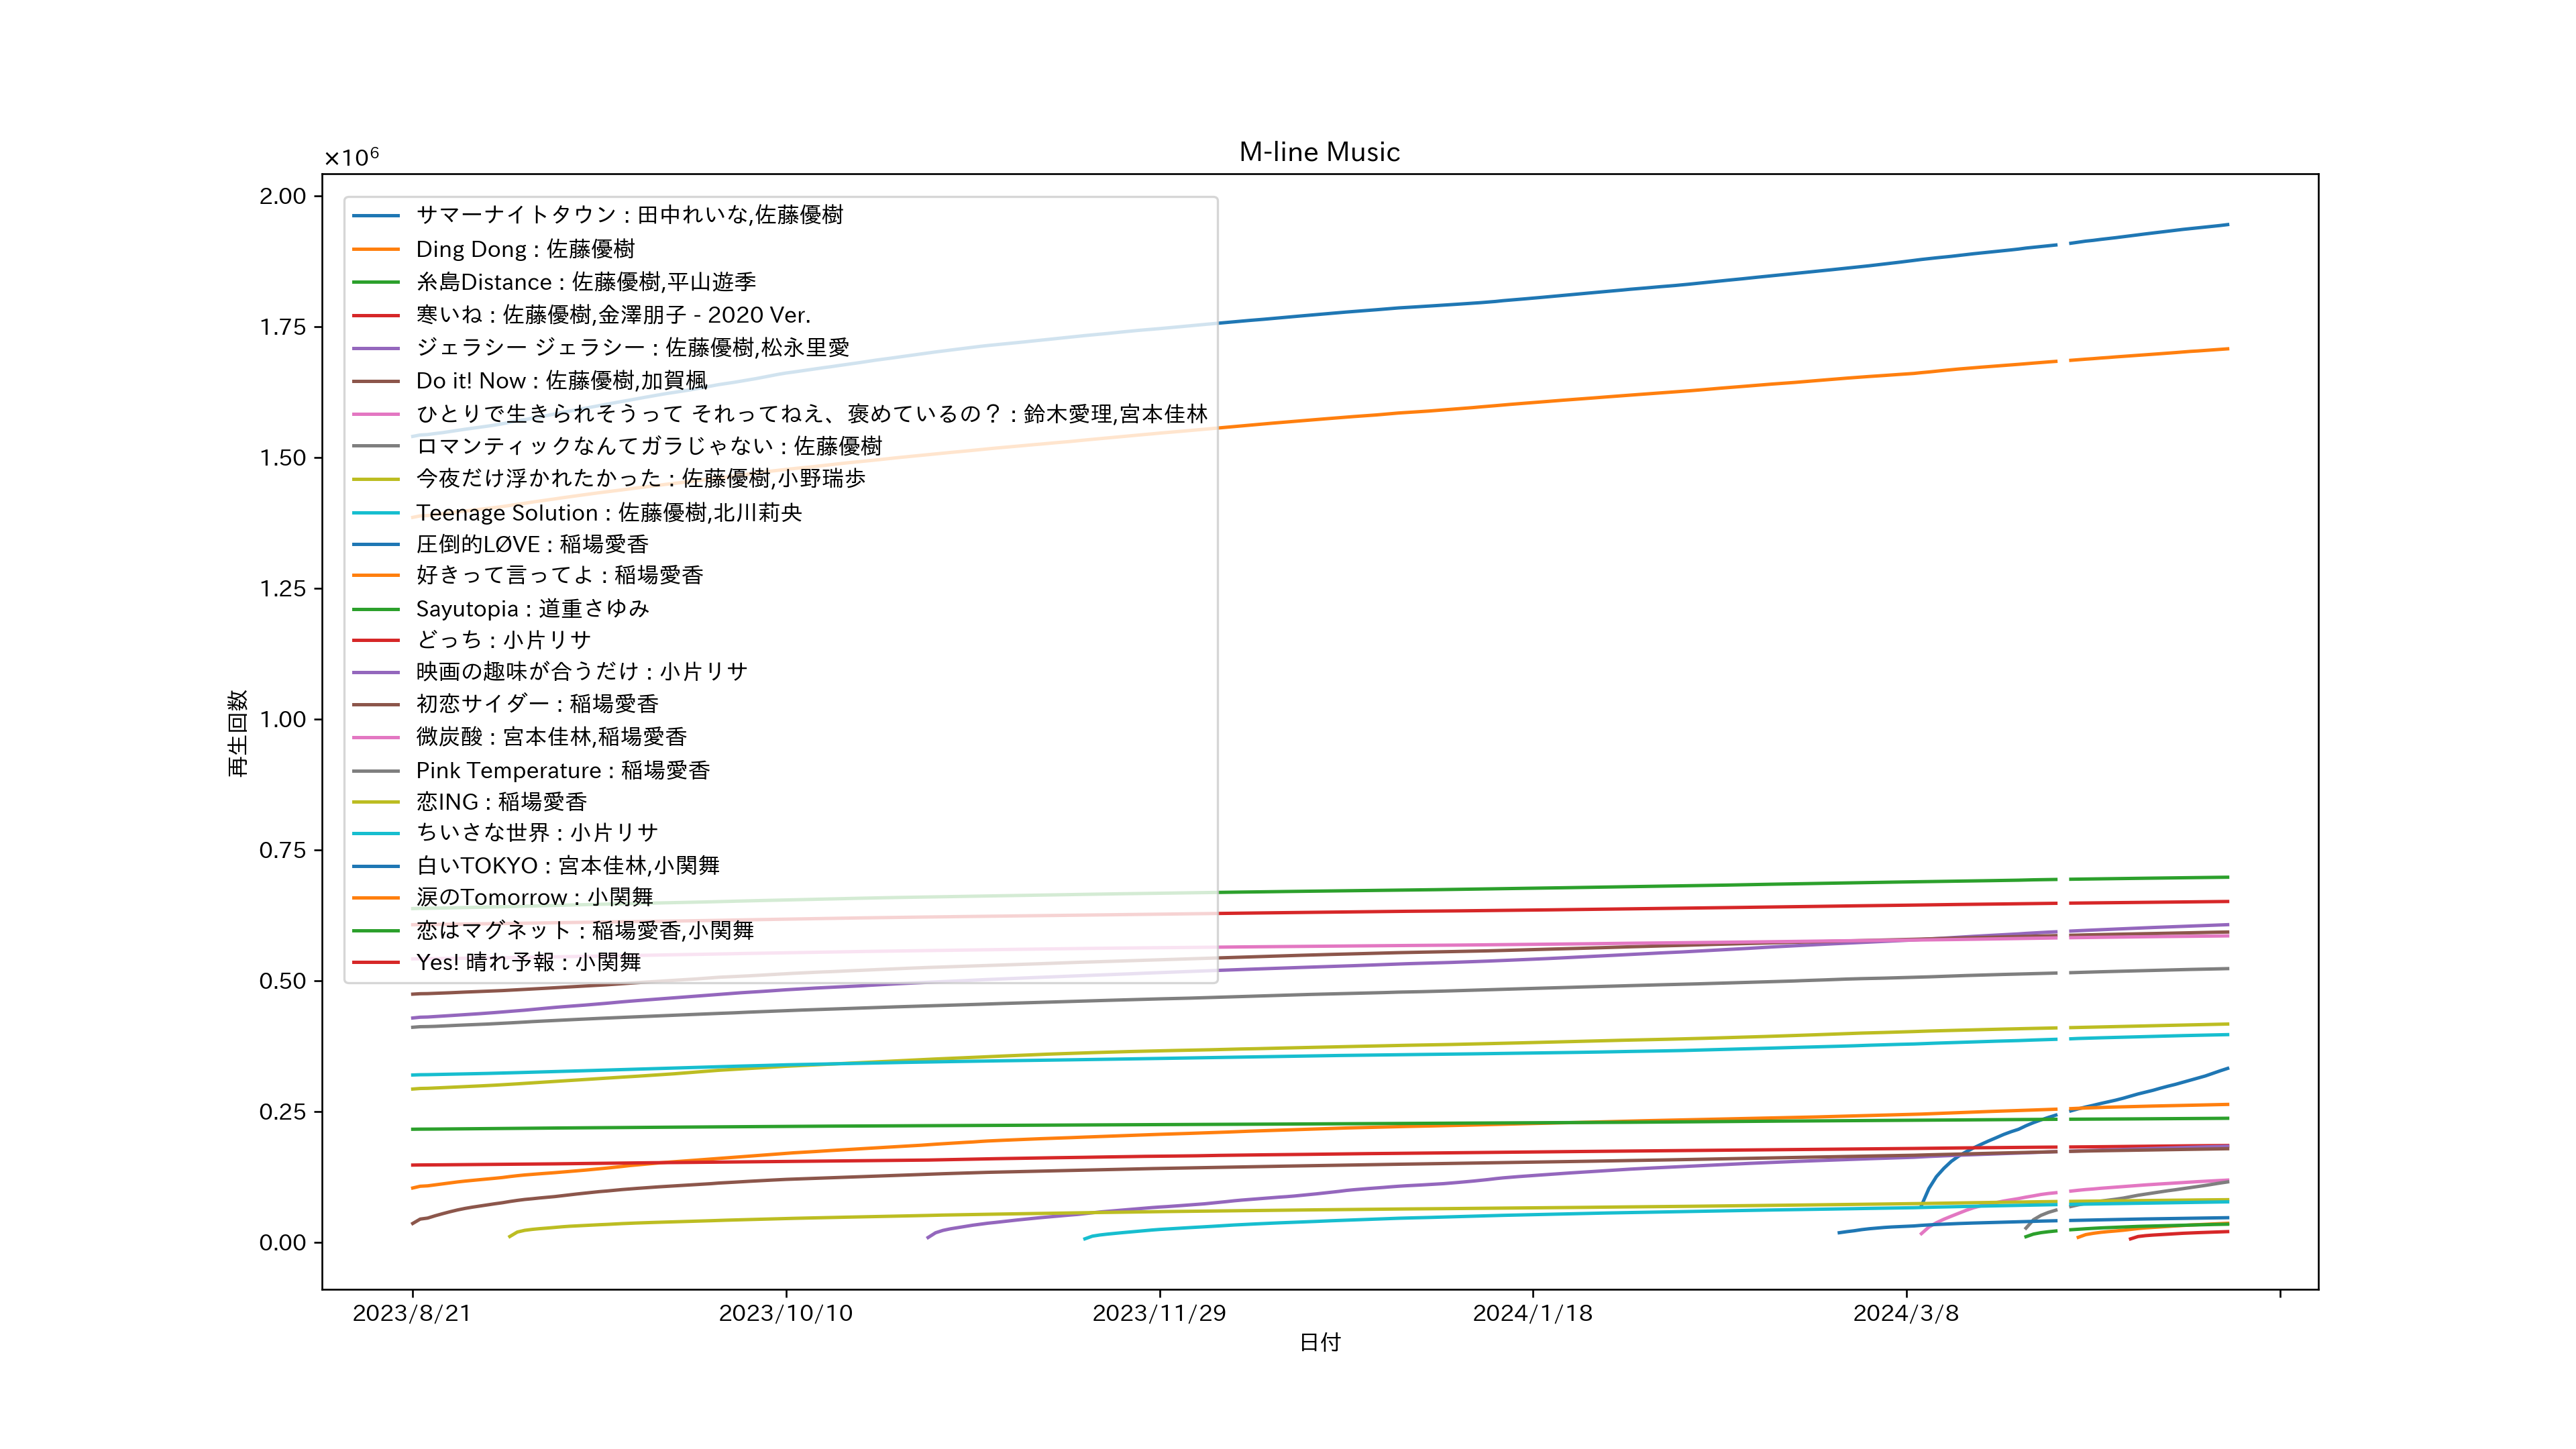 M-line Music
×10⁶
2.00
1.75
1.50
1.25
1.00
0.75
0.50
0.25
0.00
再生回数
サマーナイトタウン : 田中れいな,佐藤優樹
Ding Dong : 佐藤優樹
糸島Distance : 佐藤優樹,平山遊季
寒いね : 佐藤優樹,金澤朋子 - 2020 Ver.
ジェラシー ジェラシー : 佐藤優樹,松永里愛
Do it! Now : 佐藤優樹,加賀楓
ひとりで生きられそうって それってねえ、褒めているの？ : 鈴木愛理,宮本佳林
ロマンティックなんてガラじゃない : 佐藤優樹
今夜だけ浮かれたかった : 佐藤優樹,小野瑞歩
Teenage Solution : 佐藤優樹,北川莉央
圧倒的LØVE : 稲場愛香
好きって言ってよ : 稲場愛香
Sayutopia : 道重さゆみ
どっち : 小片リサ
映画の趣味が合うだけ : 小片リサ
初恋サイダー : 稲場愛香
微炭酸 : 宮本佳林,稲場愛香
Pink Temperature : 稲場愛香
恋ING : 稲場愛香
ちいさな世界 : 小片リサ
白いTOKYO : 宮本佳林,小関舞
涙のTomorrow : 小関舞
恋はマグネット : 稲場愛香,小関舞
Yes! 晴れ予報 : 小関舞
2023/8/21
2023/10/10
2023/11/29
2024/1/18
2024/3/8
日付